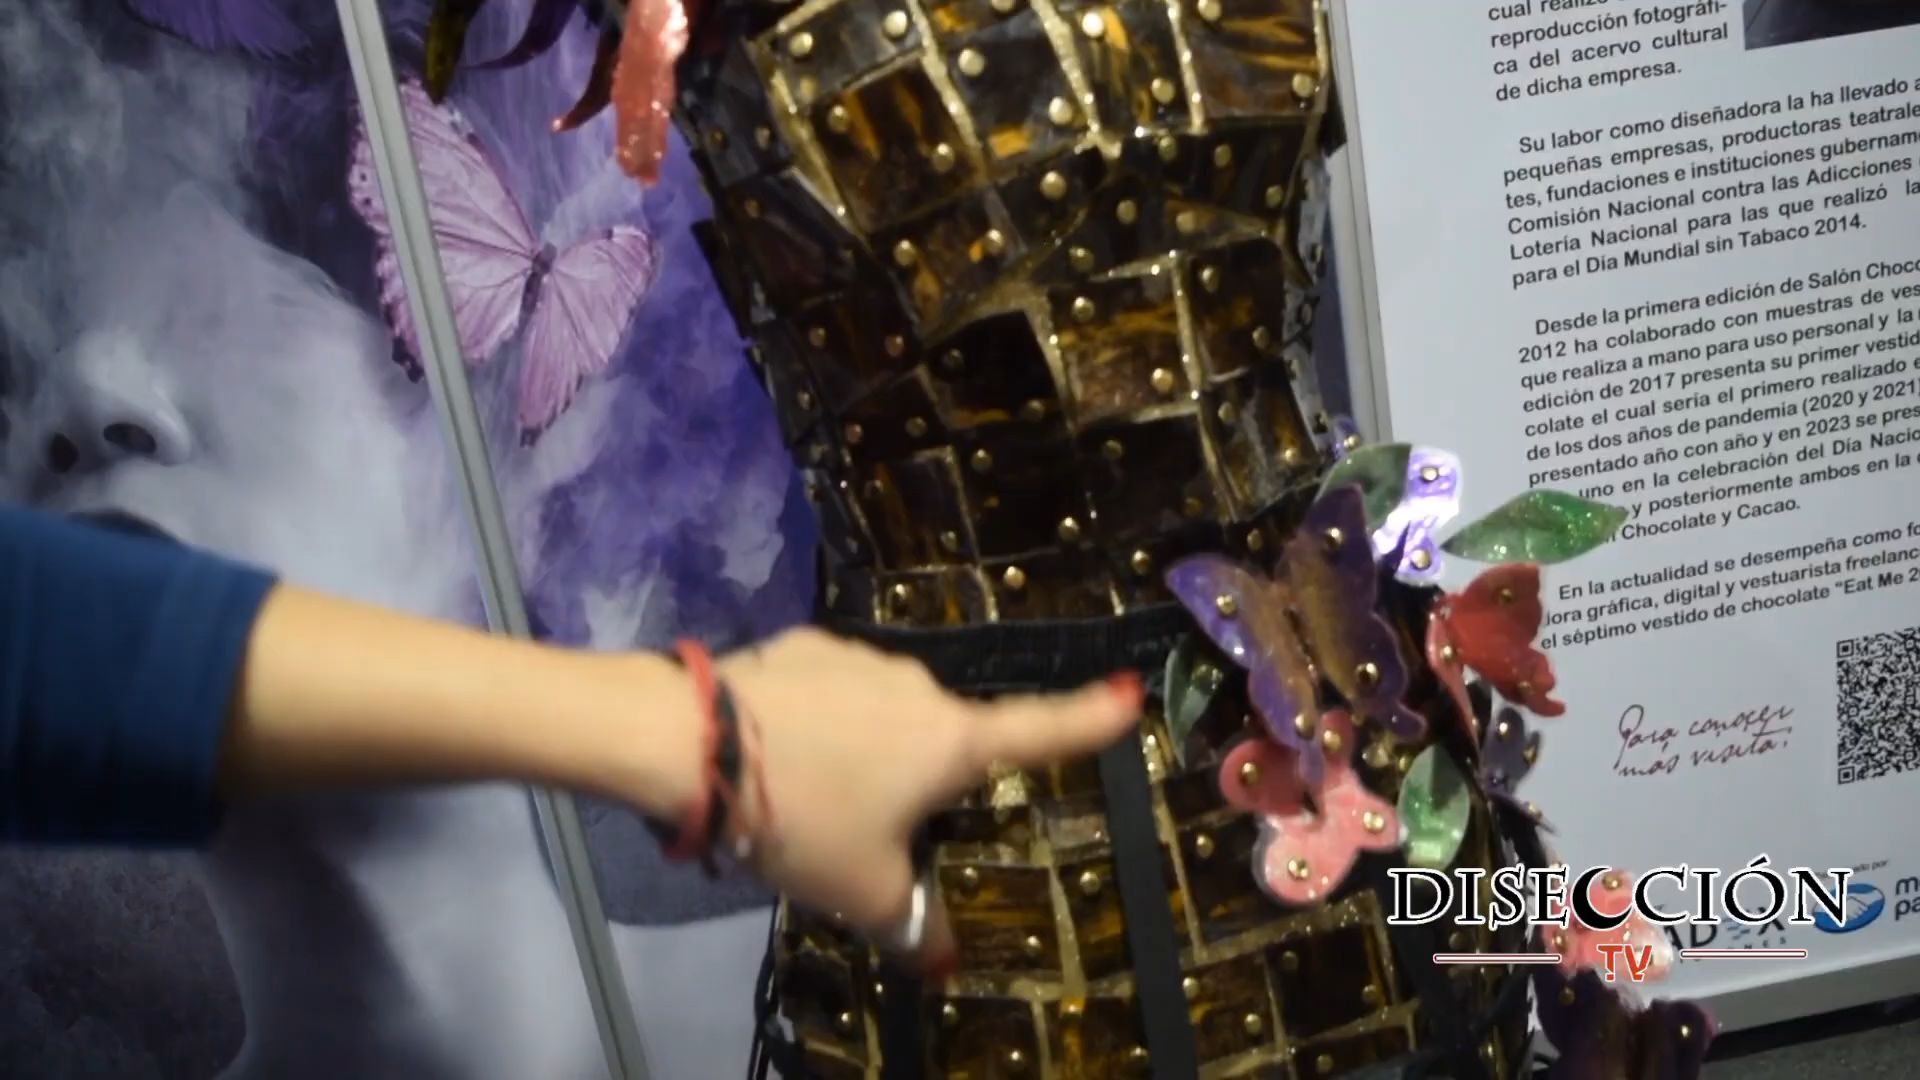 cual realizó
reproducción fotográfi-
ca del acervo cultural
de dicha empresa.
Su labor como diseñadora la ha llevado a
pequeñas empresas, productoras teatrale
tes, fundaciones e instituciones gubername
Comisión Nacional contra las Adicciones
Lotería Nacional para las que realizó la
para el Día Mundial sin Tabaco 2014.
Desde la primera edición de Salón Choco
2012 ha colaborado con muestras de ves
que realiza a mano para uso personal y la
edición de 2017 presenta su primer vestid
colate el cual sería el primero realizado e
de los dos años de pandemia (2020 y 2021)
presentado año con año y en 2023 se pres
uno en la celebración del Día Nacio
y posteriormente ambos en la
Chocolate y Cacao.
En la actualidad se desempeña como fo
dora gráfica, digital y vestuarista freelanc
el séptimo vestido de chocolate “Eat Me 2
Para conocer
más visita:
DISECCIÓN
TV